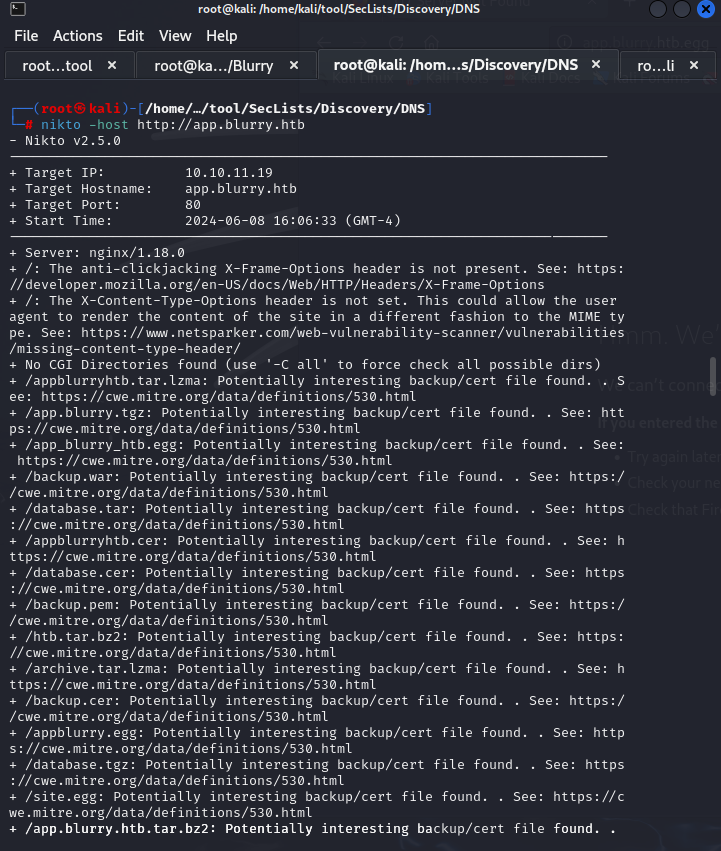 root@kali: /home/kali/tool/SecLists/Discovery/DNS
File Actions Edit View Help
root…tool × root@ka…/Blurry × root@kali: /hom…s/Discovery/DNS × ro…li ×
┌──(root㉿kali)-[/home/…/tool/SecLists/Discovery/DNS]
└─# nikto -host http://app.blurry.htb
- Nikto v2.5.0
+ Target IP: 10.10.11.19
+ Target Hostname: app.blurry.htb
+ Target Port: 80
+ Start Time: 2024-06-08 16:06:33 (GMT-4)
+ Server: nginx/1.18.0
+ /: The anti-clickjacking X-Frame-Options header is not present. See: https:
//developer.mozilla.org/en-US/docs/Web/HTTP/Headers/X-Frame-Options
+ /: The X-Content-Type-Options header is not set. This could allow the user
agent to render the content of the site in a different fashion to the MIME ty
pe. See: https://www.netsparker.com/web-vulnerability-scanner/vulnerabilities
/missing-content-type-header/
+ No CGI Directories found (use '-C all' to force check all possible dirs)
+ /appblurryhtb.tar.lzma: Potentially interesting backup/cert file found. . S
ee: https://cwe.mitre.org/data/definitions/530.html
+ /app.blurry.tgz: Potentially interesting backup/cert file found. . See: htt
ps://cwe.mitre.org/data/definitions/530.html
+ /app_blurry_htb.egg: Potentially interesting backup/cert file found. . See:
https://cwe.mitre.org/data/definitions/530.html
+ /backup.war: Potentially interesting backup/cert file found. . See: https:/
/cwe.mitre.org/data/definitions/530.html
+ /database.tar: Potentially interesting backup/cert file found. . See: https
://cwe.mitre.org/data/definitions/530.html
+ /appblurryhtb.cer: Potentially interesting backup/cert file found. . See: h
ttps://cwe.mitre.org/data/definitions/530.html
+ /database.cer: Potentially interesting backup/cert file found. . See: https
://cwe.mitre.org/data/definitions/530.html
+ /backup.pem: Potentially interesting backup/cert file found. . See: https:/
/cwe.mitre.org/data/definitions/530.html
+ /htb.tar.bz2: Potentially interesting backup/cert file found. . See: https:
//cwe.mitre.org/data/definitions/530.html
+ /archive.tar.lzma: Potentially interesting backup/cert file found. . See: h
ttps://cwe.mitre.org/data/definitions/530.html
+ /backup.cer: Potentially interesting backup/cert file found. . See: https:/
/cwe.mitre.org/data/definitions/530.html
+ /appblurry.egg: Potentially interesting backup/cert file found. . See: http
s://cwe.mitre.org/data/definitions/530.html
+ /database.tgz: Potentially interesting backup/cert file found. . See: https
://cwe.mitre.org/data/definitions/530.html
+ /site.egg: Potentially interesting backup/cert file found. . See: https://c
we.mitre.org/data/definitions/530.html
+ /app.blurry.htb.tar.bz2: Potentially interesting backup/cert file found. .